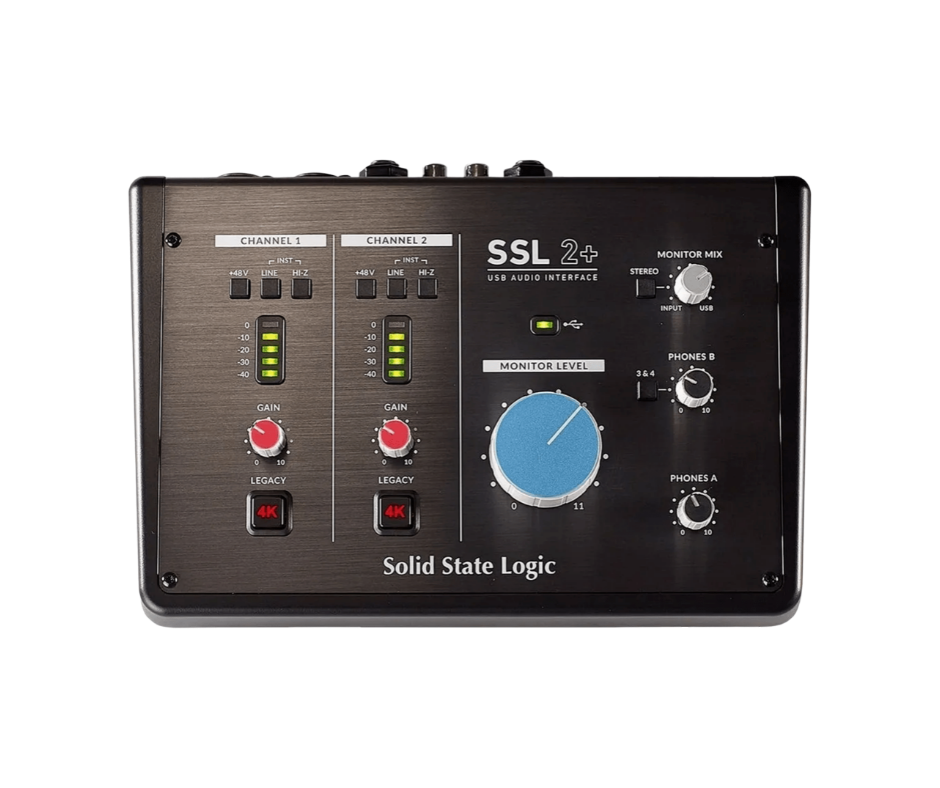 CHANNEL 1
INST
+48V LINE HI-Z
0
-10
-20
-30
-40
GAIN
0 10
LEGACY
4K
CHANNEL 2
INST
+48V LINE HI-Z
0
-10
-20
-30
-40
GAIN
0 10
LEGACY
4K
SSL 2+
USB AUDIO INTERFACE
MONITOR LEVEL
0 11
MONITOR MIX
STEREO
INPUT USB
PHONES B
3 & 4
0 10
PHONES A
0 10
Solid State Logic